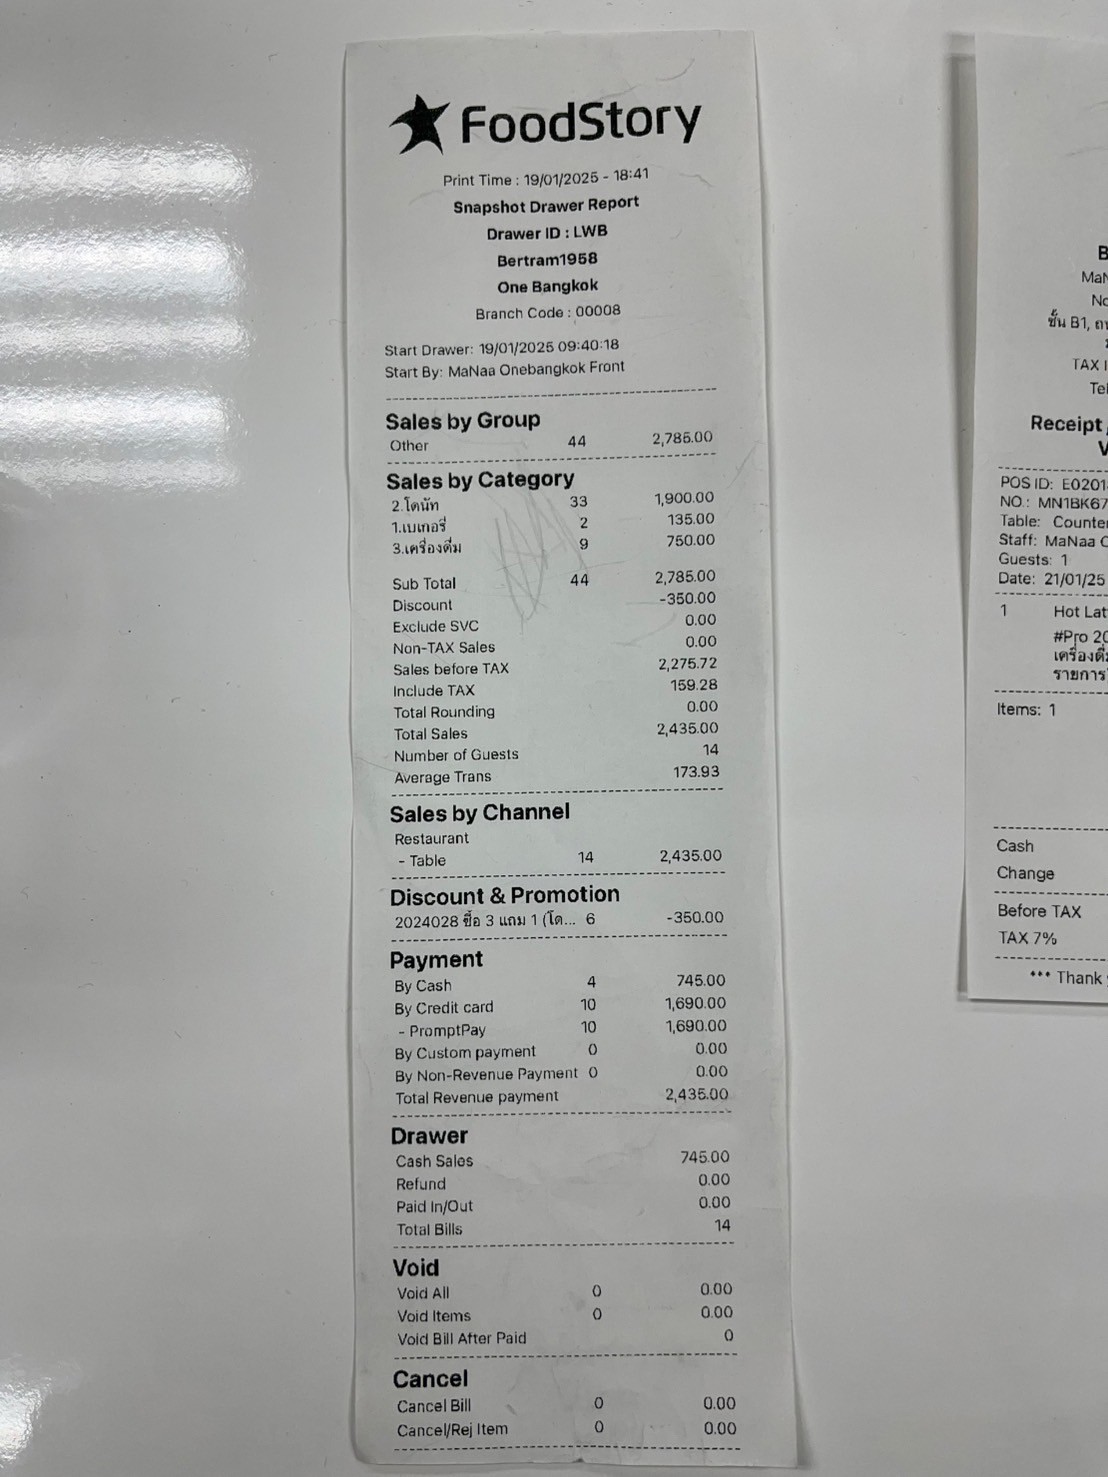 FoodStory
Print Time : 19/01/2025 - 18:41
Snapshot Drawer Report
Drawer ID : LWB
Bertram1958
One Bangkok
Branch Code : 00008
Start Drawer: 19/01/2025 09:40:18
Start By: MaNaa Onebangkok Front
Sales by Group
Other 44 2,785.00
Sales by Category
2.โดนัท 33 1,900.00
1.เบเกอรี่ 2 135.00
3.เครื่องดื่ม 9 750.00
Sub Total 44 2,785.00
Discount -350.00
Exclude SVC 0.00
Non-TAX Sales 0.00
Sales before TAX 2,275.72
Include TAX 159.28
Total Rounding 0.00
Total Sales 2,435.00
Number of Guests 14
Average Trans 173.93
Sales by Channel
Restaurant
- Table 14 2,435.00
Discount & Promotion
2024028 ซื้อ 3 แถม 1 (โด... 6 -350.00
Payment
By Cash 4 745.00
By Credit card 10 1,690.00
- PromptPay 10 1,690.00
By Custom payment 0 0.00
By Non-Revenue Payment 0 0.00
Total Revenue payment 2,435.00
Drawer
Cash Sales 745.00
Refund 0.00
Paid In/Out 0.00
Total Bills 14
Void
Void All 0 0.00
Void Items 0 0.00
Void Bill After Paid 0
Cancel
Cancel Bill 0 0.00
Cancel/Rej Item 0 0.00
ชั้น B1,
TAX
Receipt
POS ID: E0201
NO.: MN1BK67
Table: Counter
Staff: MaNaa
Guests: 1
Date: 21/01/25
1 Hot
#Pro
รายการ
Items: 1
Cash
Change
Before TAX
TAX 7%
*** Thank